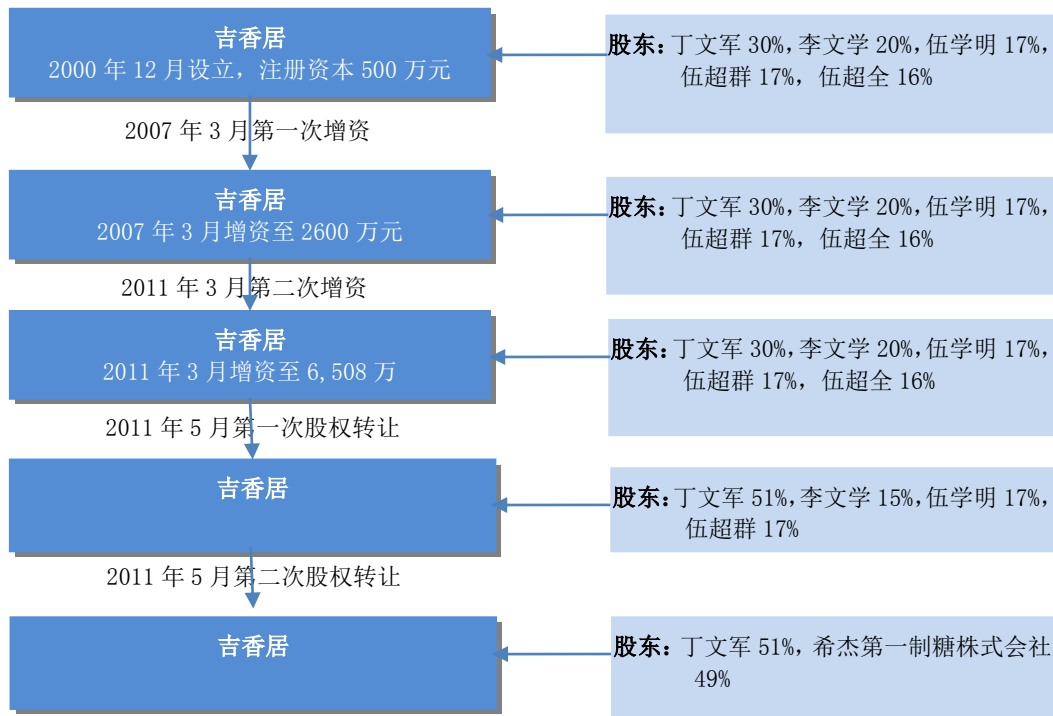 吉香居
2000 年 12 月设立，注册资本 500 万元
股东：丁文军 30%，李文学 20%，伍学明 17%，
伍超群 17%，伍超全 16%
2007 年 3 月第一次增资
吉香居
2007 年 3 月增资至 2600 万元
股东：丁文军 30%，李文学 20%，伍学明 17%，
伍超群 17%，伍超全 16%
2011 年 3 月第二次增资
吉香居
2011 年 3 月增资至 6,508 万
股东：丁文军 30%，李文学 20%，伍学明 17%，
伍超群 17%，伍超全 16%
2011 年 5 月第一次股权转让
吉香居
股东：丁文军 51%，李文学 15%，伍学明 17%，
伍超群 17%
2011 年 5 月第二次股权转让
吉香居
股东：丁文军 51%，希杰第一制糖株式会社
49%